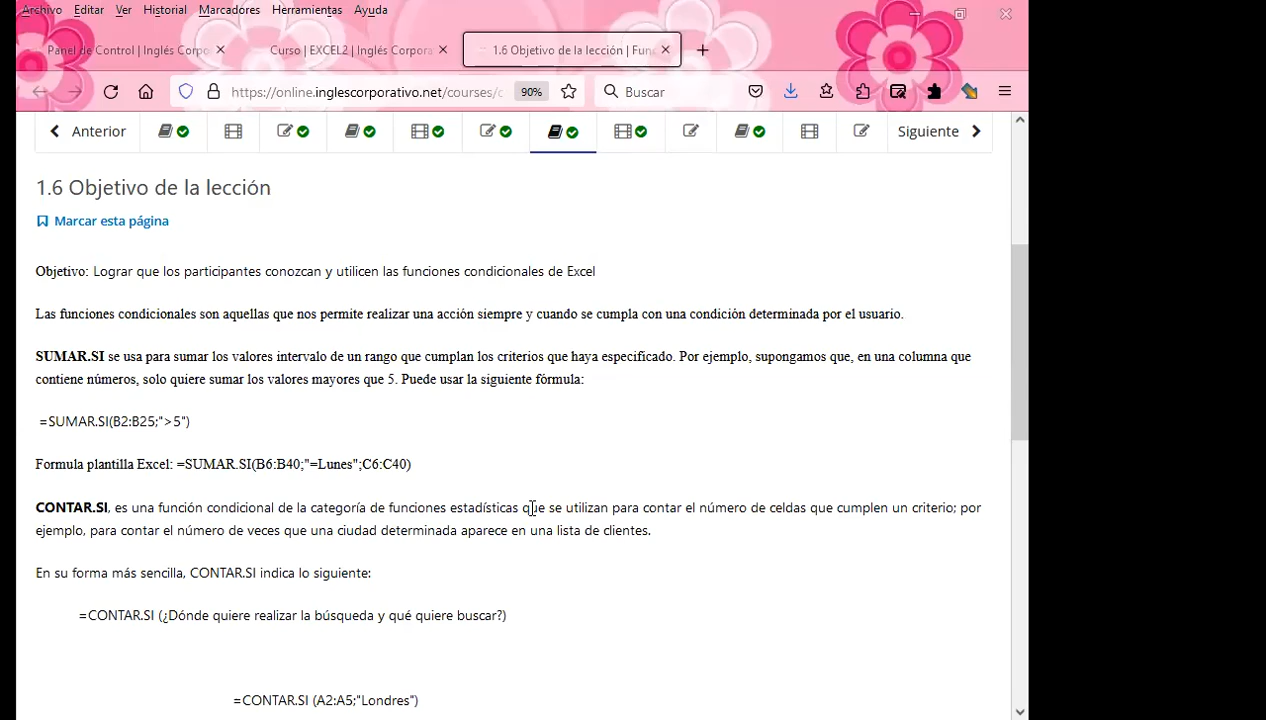 Archivo Editar Ver Historial Marcadores Herramientas Ayuda
Panel de Control | Inglés Corpo Curso | EXCEL2 | Inglés Corpora 1.6 Objetivo de la lección | Func
https://online.inglescorporativo.net/courses/c 90% Buscar
Anterior Siguiente
1.6 Objetivo de la lección
Marcar esta página
Objetivo: Lograr que los participantes conozcan y utilicen las funciones condicionales de Excel
Las funciones condicionales son aquellas que nos permite realizar una acción siempre y cuando se cumpla con una condición determinada por el usuario.
SUMAR.SI se usa para sumar los valores intervalo de un rango que cumplan los criterios que haya especificado. Por ejemplo, supongamos que, en una columna que
contiene números, solo quiere sumar los valores mayores que 5. Puede usar la siguiente fórmula:
=SUMAR.SI(B2:B25;">5")
Formula plantilla Excel: =SUMAR.SI(B6:B40;"=Lunes";C6:C40)
CONTAR.SI, es una función condicional de la categoría de funciones estadísticas que se utilizan para contar el número de celdas que cumplen un criterio; por
ejemplo, para contar el número de veces que una ciudad determinada aparece en una lista de clientes.
En su forma más sencilla, CONTAR.SI indica lo siguiente:
=CONTAR.SI (¿Dónde quiere realizar la búsqueda y qué quiere buscar?)
=CONTAR.SI (A2:A5;"Londres")